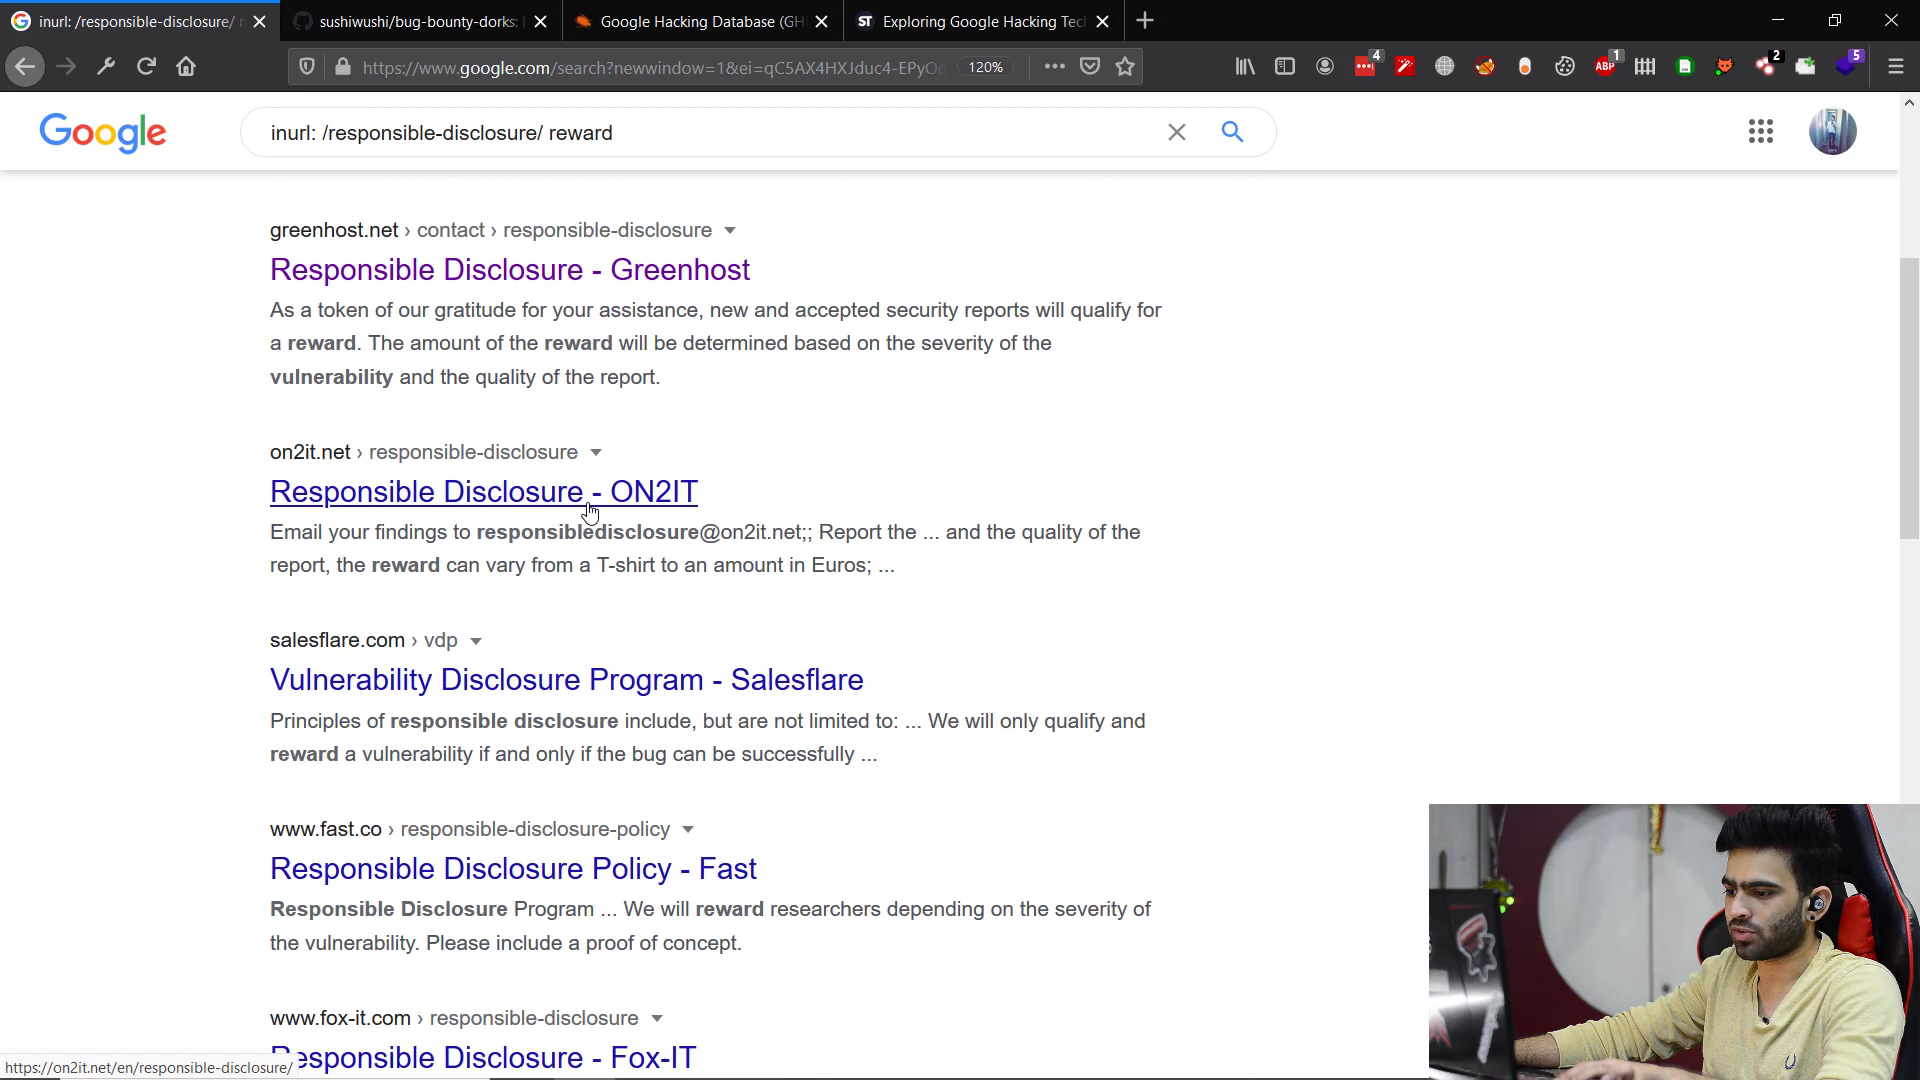 inurl: /responsible-disclosure/ r
sushiwushi/bug-bounty-dorks:
Google Hacking Database (GH
ST Exploring Google Hacking Tec
https://www.google.com/search?newwindow=1&ei=qC5AX4HXJduc4-EPyOq
120%
4
ABP 1
2
5
Google
inurl: /responsible-disclosure/ reward
greenhost.net › contact › responsible-disclosure
Responsible Disclosure - Greenhost
As a token of our gratitude for your assistance, new and accepted security reports will qualify for
a reward. The amount of the reward will be determined based on the severity of the
vulnerability and the quality of the report.
on2it.net › responsible-disclosure
Responsible Disclosure - ON2IT
Email your findings to responsibledisclosure@on2it.net;; Report the ... and the quality of the
report, the reward can vary from a T-shirt to an amount in Euros; ...
salesflare.com › vdp
Vulnerability Disclosure Program - Salesflare
Principles of responsible disclosure include, but are not limited to: ... We will only qualify and
reward a vulnerability if and only if the bug can be successfully ...
www.fast.co › responsible-disclosure-policy
Responsible Disclosure Policy - Fast
Responsible Disclosure Program ... We will reward researchers depending on the severity of
the vulnerability. Please include a proof of concept.
www.fox-it.com › responsible-disclosure
Responsible Disclosure - Fox-IT
https://on2it.net/en/responsible-disclosure/